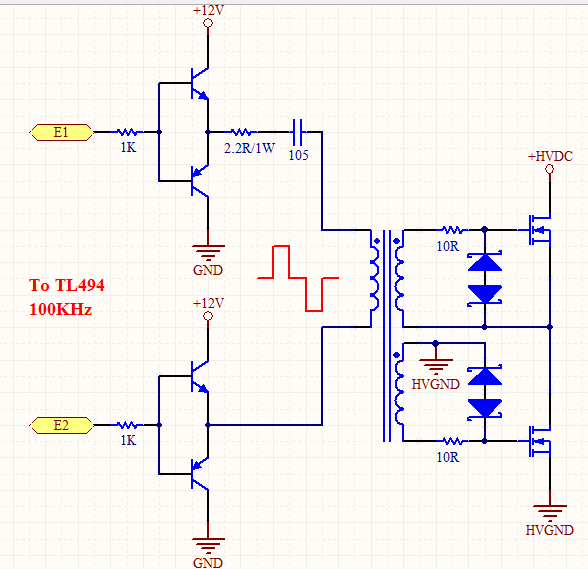 +12V
E1
1K
2.2R/1W
105
+HVDC
GND
10R
To TL494
100KHz
+12V
HVGND
E2
1K
10R
HVGND
GND